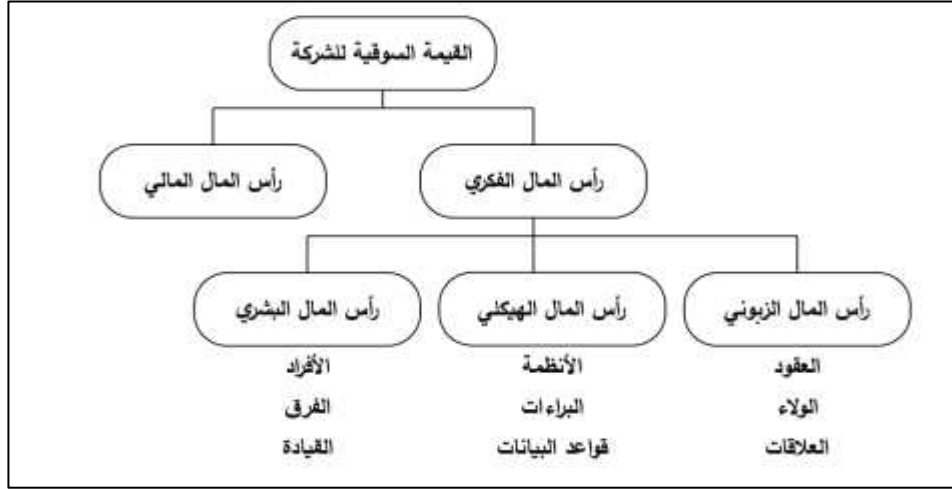 القيمة السوقية للشركة
رأس المال الفكري
رأس المال المالي
رأس المال الزبوني
رأس المال الهيكلي
رأس المال البشري
العقود
الأنظمة
الأفراد
الولاء
البراءات
الفرق
العلاقات
قواعد البيانات
القيادة